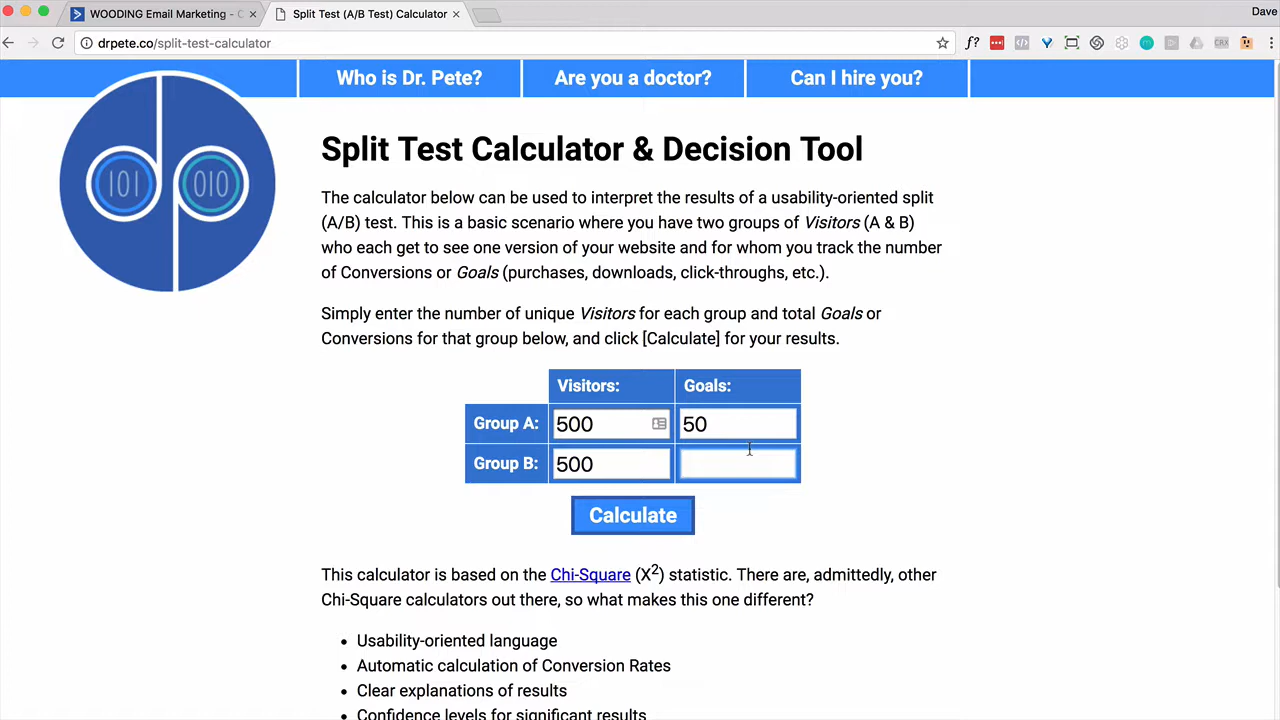 WOODING Email Marketing - C
Split Test (A/B Test) Calculator
Dave
drpete.co/split-test-calculator
f?
CRX
Who is Dr. Pete?
Are you a doctor?
Can I hire you?
101
010
Split Test Calculator & Decision Tool
The calculator below can be used to interpret the results of a usability-oriented split
(A/B) test. This is a basic scenario where you have two groups of Visitors (A & B)
who each get to see one version of your website and for whom you track the number
of Conversions or Goals (purchases, downloads, click-throughs, etc.).
Simply enter the number of unique Visitors for each group and total Goals or
Conversions for that group below, and click [Calculate] for your results.
Visitors: Goals:
Group A: 500 50
Group B: 500
Calculate
This calculator is based on the Chi-Square (X²) statistic. There are, admittedly, other
Chi-Square calculators out there, so what makes this one different?
• Usability-oriented language
• Automatic calculation of Conversion Rates
• Clear explanations of results
• Confidence levels for significant results